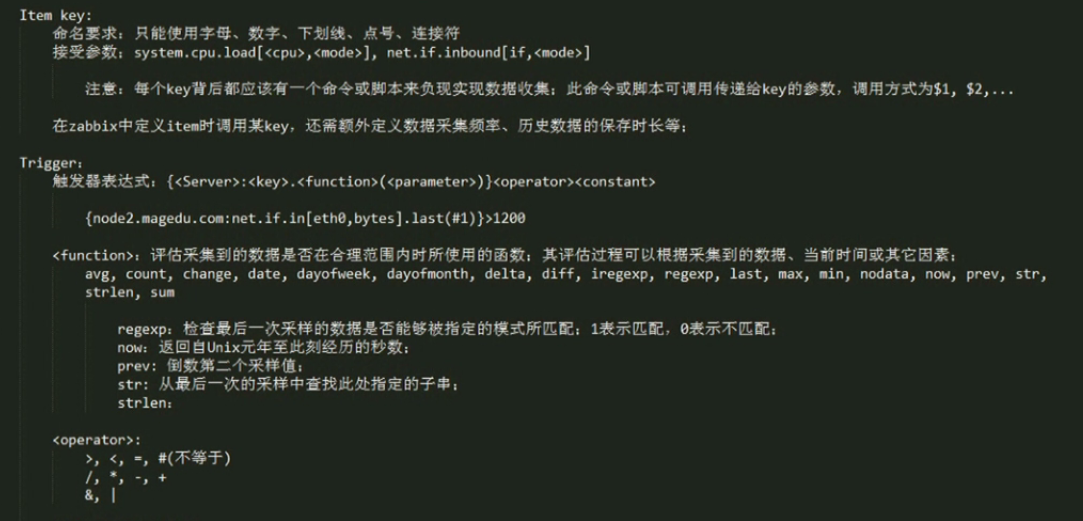 Item key:
命名要求：只能使用字母、数字、下划线、点号、连接符
接受参数：system.cpu.load[<cpu>,<mode>], net.if.inbound[if,<mode>]
注意：每个key背后都应该有一个命令或脚本来负现实现数据收集；此命令或脚本可调用传递给key的参数，调用方式为$1, $2,...
在zabbix中定义item时调用某key，还需额外定义数据采集频率、历史数据的保存时长等；
Trigger：
触发器表达式：{<Server>:<key>.<function>(<parameter>)}<operator><constant>
{node2.magedu.com:net.if.in[eth0,bytes].last(#1)}>1200
<function>：评估采集到的数据是否在合理范围内时所使用的函数；其评估过程可以根据采集到的数据、当前时间或其它因素；
avg, count, change, date, dayofweek, dayofmonth, delta, diff, iregexp, regexp, last, max, min, nodata, now, prev, str,
strlen, sum
regexp：检查最后一次采样的数据是否能够被指定的模式所匹配；1表示匹配，0表示不匹配；
now：返回自Unix元年至此刻经历的秒数；
prev: 倒数第二个采样值；
str: 从最后一次的采样中查找此处指定的子串；
strlen：
<operator>:
>, <, =, #(不等于)
/, *, -, +
&, |